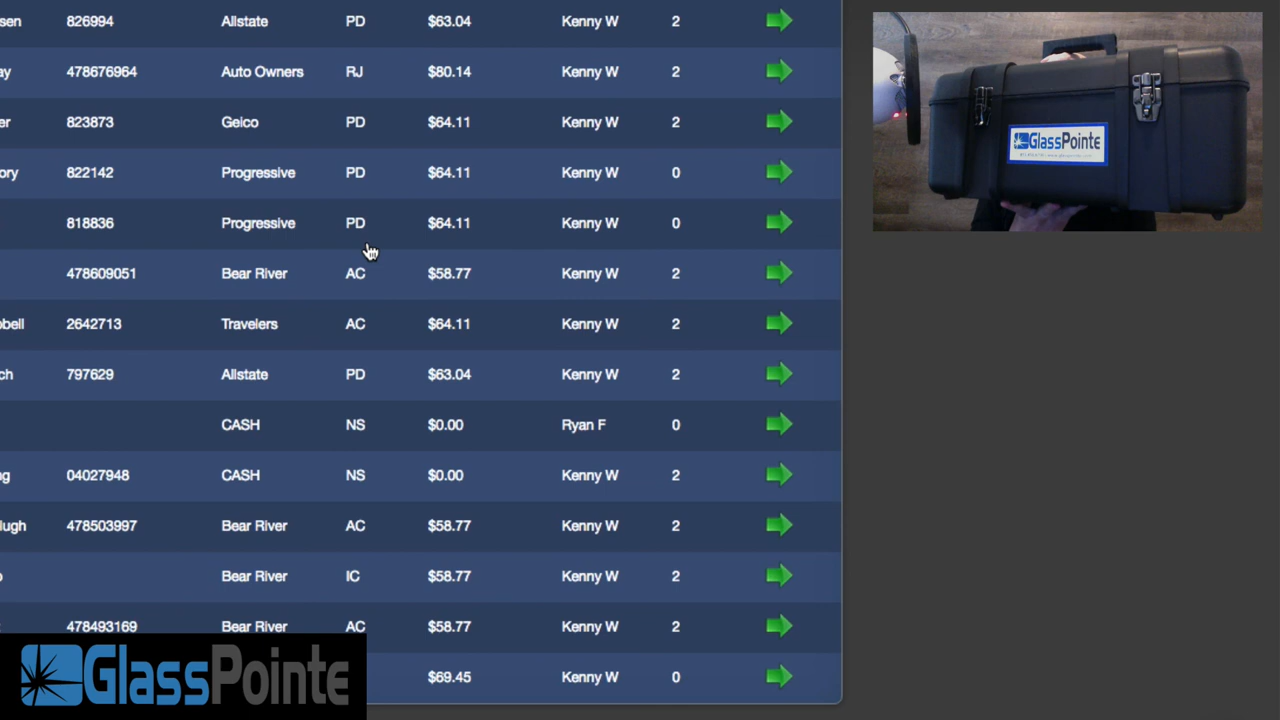 sen 826994 Allstate PD $63.04 Kenny W 2
ay 478676964 Auto Owners RJ $80.14 Kenny W 2
er 823873 Geico PD $64.11 Kenny W 2
ory 822142 Progressive PD $64.11 Kenny W 0
818836 Progressive PD $64.11 Kenny W 0
478609051 Bear River AC $58.77 Kenny W 2
bell 2642713 Travelers AC $64.11 Kenny W 2
ch 797629 Allstate PD $63.04 Kenny W 2
CASH NS $0.00 Ryan F 0
ng 04027948 CASH NS $0.00 Kenny W 2
lugh 478503997 Bear River AC $58.77 Kenny W 2
o Bear River IC $58.77 Kenny W 2
478493169 Bear River AC $58.77 Kenny W 2
$69.45 Kenny W 0
GlassPointe
GlassPointe